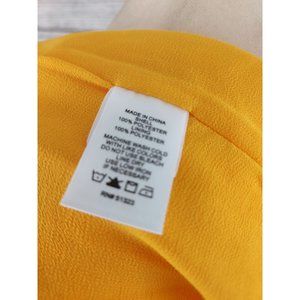 MADE IN CHINA
SHELL
100% POLYESTER
LINING
100% POLYESTER
MACHINE WASH COLD
WITH LIKE COLORS
DO NOT BLEACH
LINE DRY
USE LOW IRON
IF NEEDED
RN# 51323